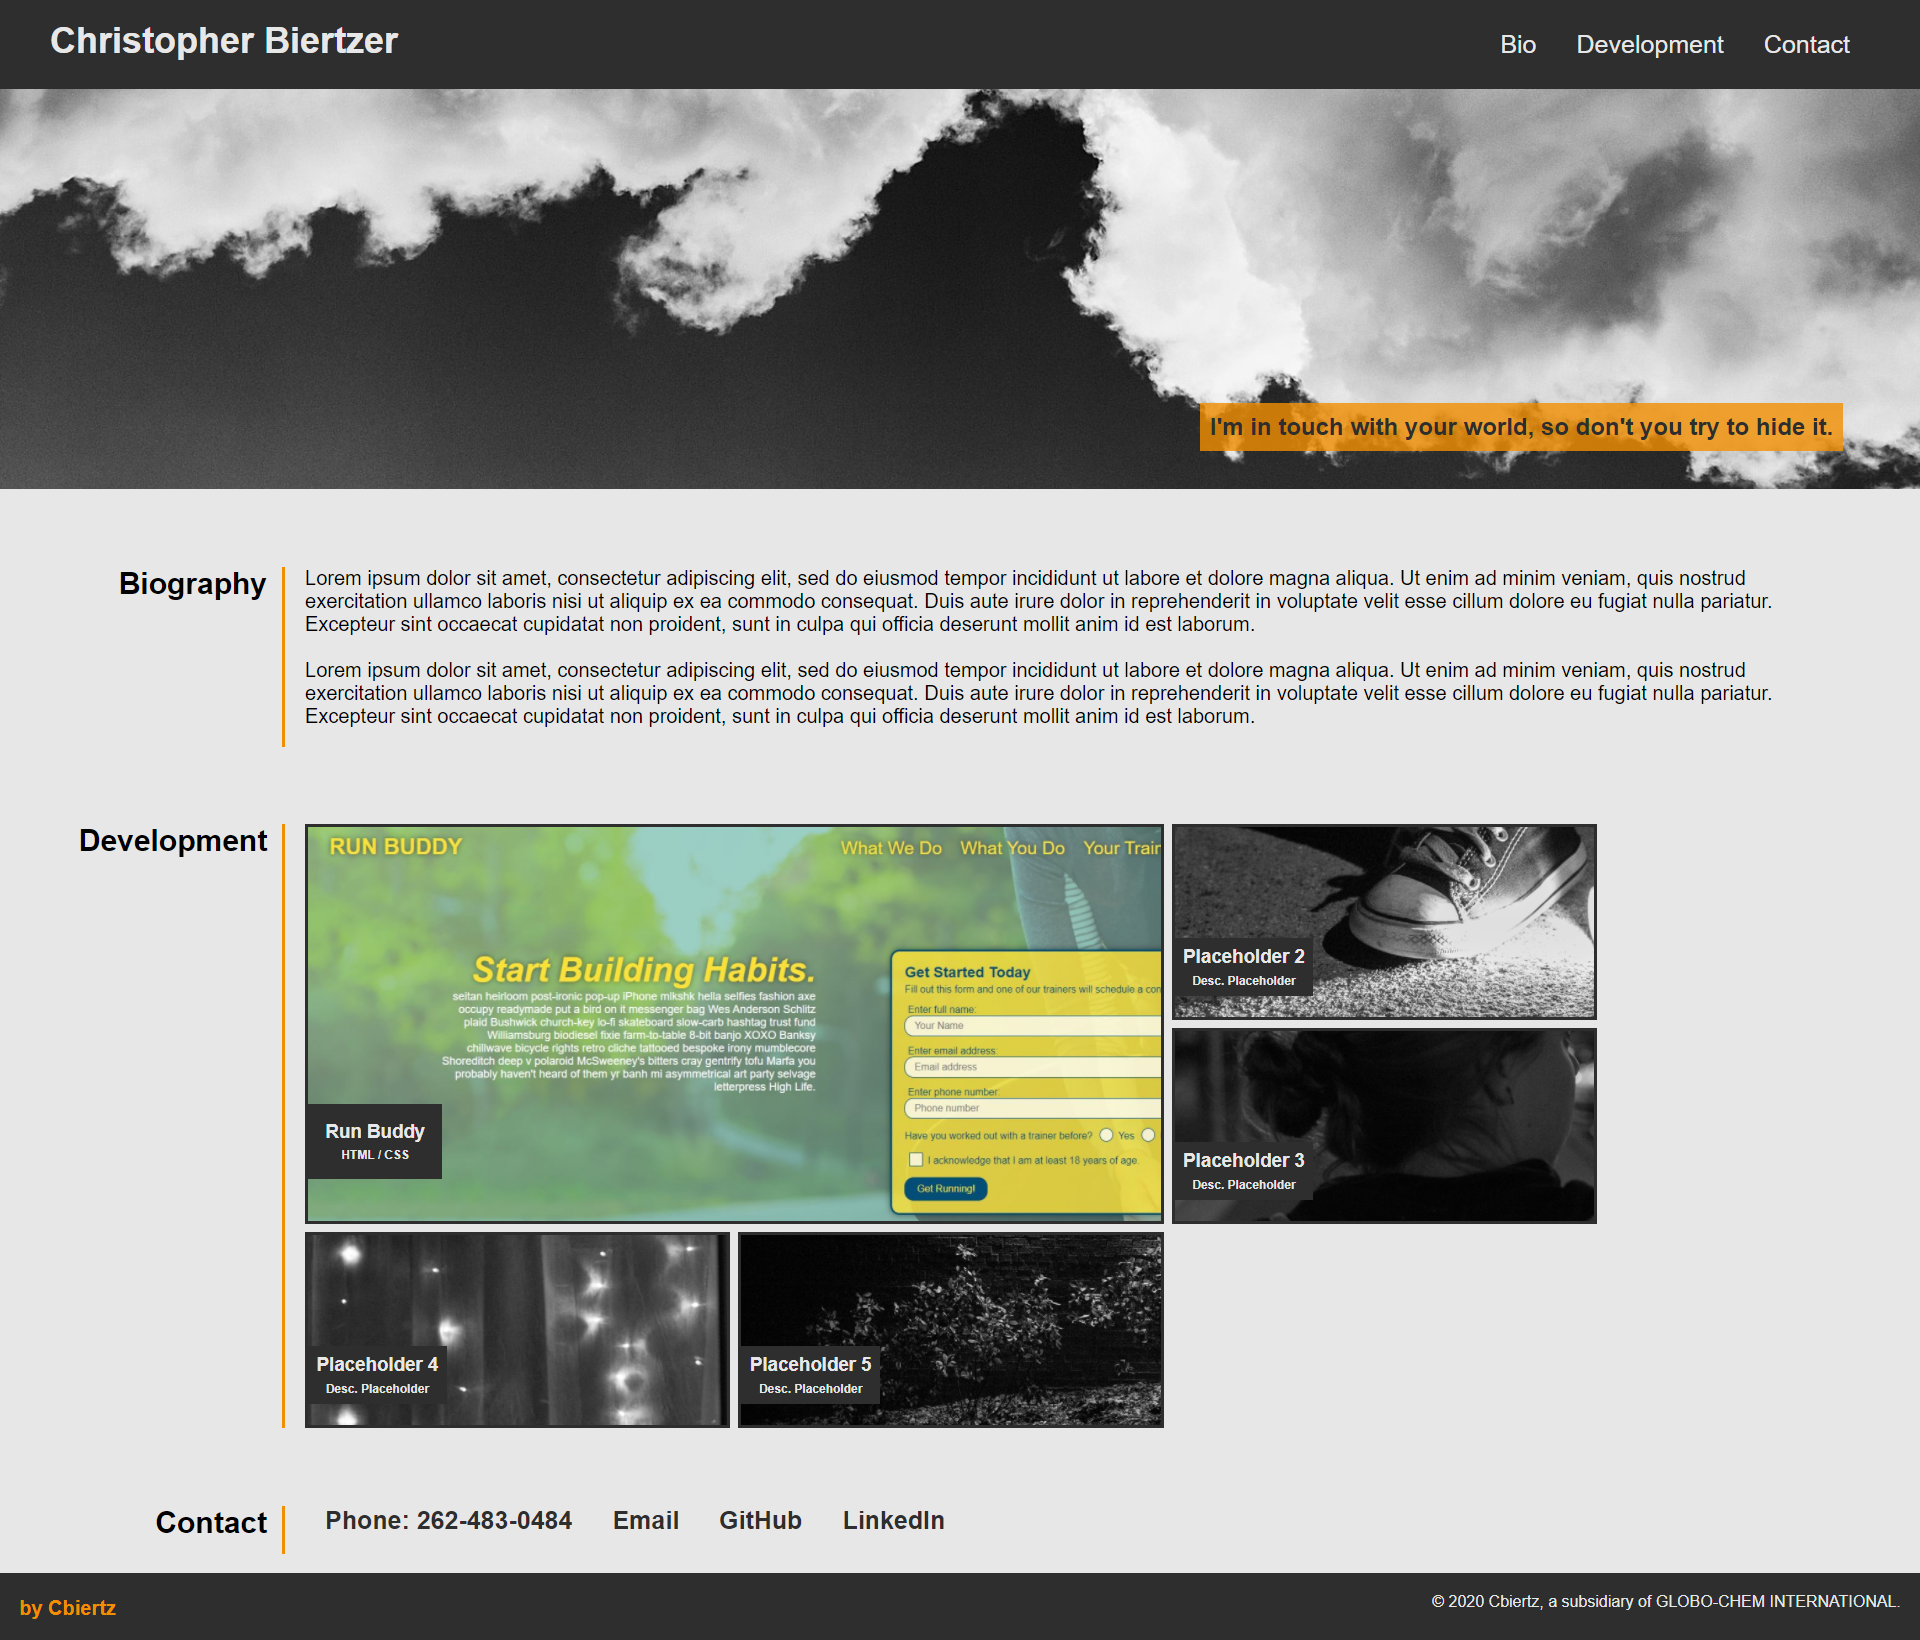 Christopher Biertzer
Bio Development Contact
I'm in touch with your world, so don't you try to hide it.
Biography
Lorem ipsum dolor sit amet, consectetur adipiscing elit, sed do eiusmod tempor incididunt ut labore et dolore magna aliqua. Ut enim ad minim veniam, quis nostrud
exercitation ullamco laboris nisi ut aliquip ex ea commodo consequat. Duis aute irure dolor in reprehenderit in voluptate velit esse cillum dolore eu fugiat nulla pariatur.
Excepteur sint occaecat cupidatat non proident, sunt in culpa qui officia deserunt mollit anim id est laborum.
Lorem ipsum dolor sit amet, consectetur adipiscing elit, sed do eiusmod tempor incididunt ut labore et dolore magna aliqua. Ut enim ad minim veniam, quis nostrud
exercitation ullamco laboris nisi ut aliquip ex ea commodo consequat. Duis aute irure dolor in reprehenderit in voluptate velit esse cillum dolore eu fugiat nulla pariatur.
Excepteur sint occaecat cupidatat non proident, sunt in culpa qui officia deserunt mollit anim id est laborum.
Development
RUN BUDDY
What We Do What You Do Your Train
Start Building Habits.
seitan heirloom post-ironic pop-up iPhone mlkshk hella selfies fashion axe
occupy readymade put a bird on it messenger bag Wes Anderson Schlitz
plaid Bushwick church-key lo-fi skateboard slow-carb hashtag trust fund
Williamsburg biodiesel fixie farm-to-table 8-bit banjo XOXO Banksy
chillwave bicycle rights retro cliche tattooed bespoke irony mumblecore
Shoreditch deep v polaroid McSweeney's bitters cray gentrify tofu Marfa you
probably haven't heard of them yr banh mi asymmetrical art party selvage
letterpress High Life.
Get Started Today
Fill out this form and one of our trainers will schedule a con
Enter full name:
Your Name
Enter email address:
Email address
Enter phone number:
Phone number
Have you worked out with a trainer before? Yes
I acknowledge that I am at least 18 years of age.
Get Running!
Run Buddy
HTML / CSS
Placeholder 2
Desc. Placeholder
Placeholder 3
Desc. Placeholder
Placeholder 4
Desc. Placeholder
Placeholder 5
Desc. Placeholder
Contact
Phone: 262-483-0484 Email GitHub LinkedIn
by Cbiertz
© 2020 Cbiertz, a subsidiary of GLOBO-CHEM INTERNATIONAL.